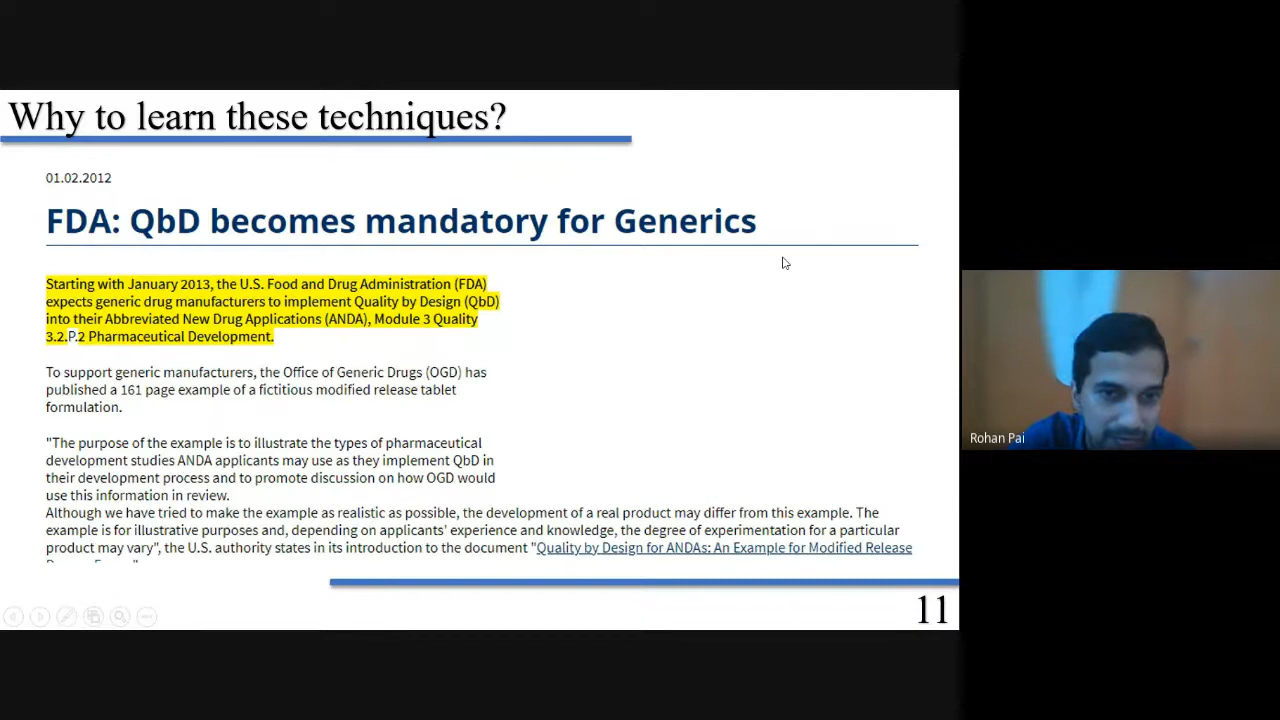 Why to learn these techniques?
01.02.2012
FDA: QbD becomes mandatory for Generics
Starting with January 2013, the U.S. Food and Drug Administration (FDA)
expects generic drug manufacturers to implement Quality by Design (QbD)
into their Abbreviated New Drug Applications (ANDA), Module 3 Quality
3.2.P.2 Pharmaceutical Development.
To support generic manufacturers, the Office of Generic Drugs (OGD) has
published a 161 page example of a fictitious modified release tablet
formulation.
"The purpose of the example is to illustrate the types of pharmaceutical
development studies ANDA applicants may use as they implement QbD in
their development process and to promote discussion on how OGD would
use this information in review.
Although we have tried to make the example as realistic as possible, the development of a real product may differ from this example. The
example is for illustrative purposes and, depending on applicants' experience and knowledge, the degree of experimentation for a particular
product may vary", the U.S. authority states in its introduction to the document "Quality by Design for ANDAs: An Example for Modified Release
11
Rohan Pai